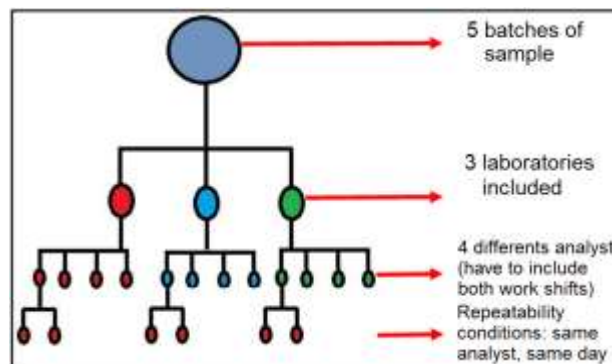 5 batches of
sample
3 laboratories
included
4 differents analyst
(have to include
both work shifts)
Repeatability
conditions: same
analyst, same day